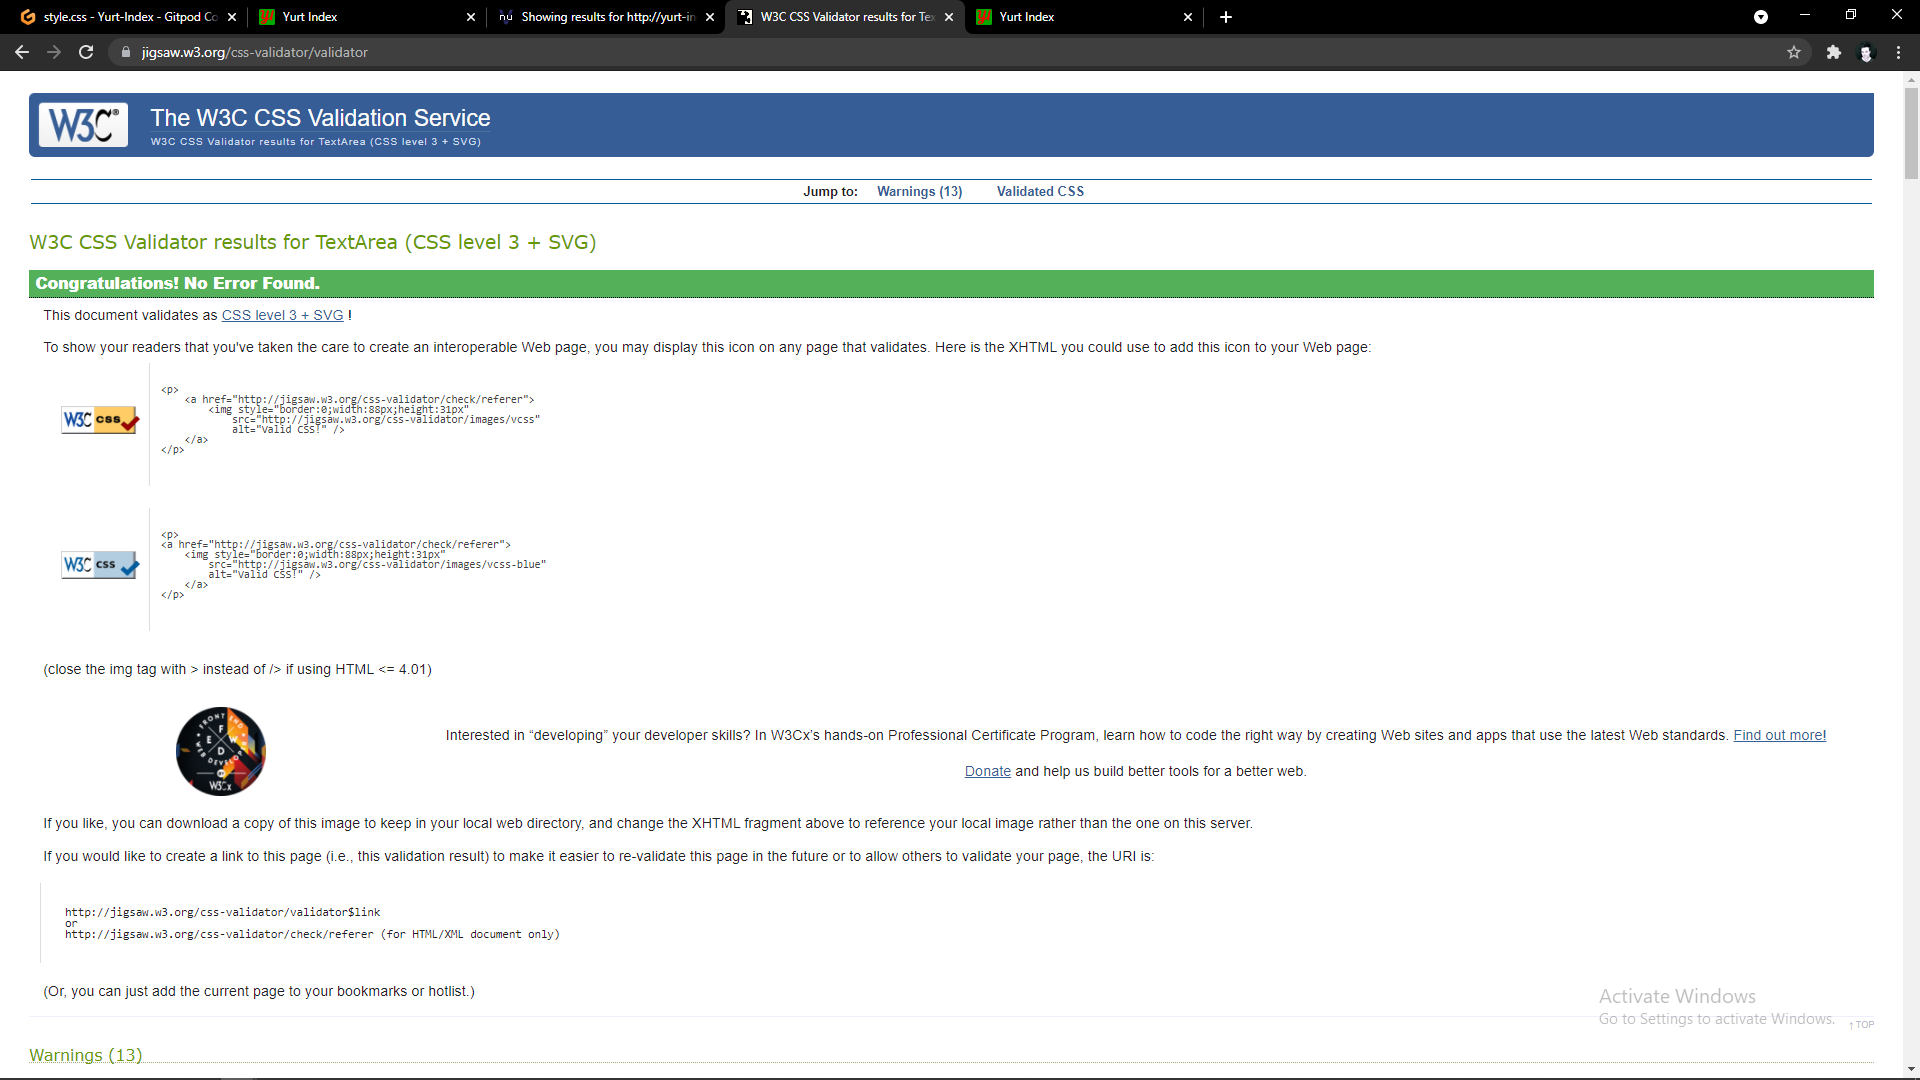 style.css - Yurt-Index - Gitpod Co
Yurt Index
Showing results for http://yurt-in
W3C CSS Validator results for Tex
Yurt Index
jigsaw.w3.org/css-validator/validator
W3C®
The W3C CSS Validation Service
W3C CSS Validator results for TextArea (CSS level 3 + SVG)
Jump to: Warnings (13) Validated CSS
W3C CSS Validator results for TextArea (CSS level 3 + SVG)
Congratulations! No Error Found.
This document validates as CSS level 3 + SVG !
To show your readers that you've taken the care to create an interoperable Web page, you may display this icon on any page that validates. Here is the XHTML you could use to add this icon to your Web page:
W3C css
<p>
<a href="http://jigsaw.w3.org/css-validator/check/referer">
<img style="border:0;width:88px;height:31px"
src="http://jigsaw.w3.org/css-validator/images/vcss"
alt="Valid CSS!" />
</a>
</p>
W3C css
<p>
<a href="http://jigsaw.w3.org/css-validator/check/referer">
<img style="border:0;width:88px;height:31px"
src="http://jigsaw.w3.org/css-validator/images/vcss-blue"
alt="Valid CSS!" />
</a>
</p>
(close the img tag with > instead of /> if using HTML <= 4.01)
FRONT END
F
E W
D
WEB DEVELOPER
BY
W3Cx
Interested in “developing” your developer skills? In W3Cx’s hands-on Professional Certificate Program, learn how to code the right way by creating Web sites and apps that use the latest Web standards. Find out more!
Donate and help us build better tools for a better web.
If you like, you can download a copy of this image to keep in your local web directory, and change the XHTML fragment above to reference your local image rather than the one on this server.
If you would like to create a link to this page (i.e., this validation result) to make it easier to re-validate this page in the future or to allow others to validate your page, the URI is:
http://jigsaw.w3.org/css-validator/validator$link
or
http://jigsaw.w3.org/css-validator/check/referer (for HTML/XML document only)
(Or, you can just add the current page to your bookmarks or hotlist.)
Activate Windows
Go to Settings to activate Windows.
↑ TOP
Warnings (13)